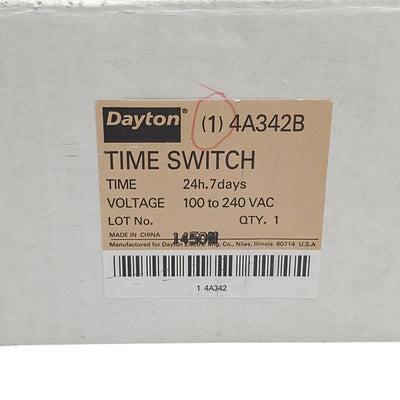 Dayton (1) 4A342B
TIME SWITCH
TIME 24h.7days
VOLTAGE 100 to 240 VAC
LOT No. QTY. 1
MADE IN CHINA 1450M
Manufactured for Dayton Electric Mfg. Co., Niles, Illinois 60714 U.S.A
1 4A342